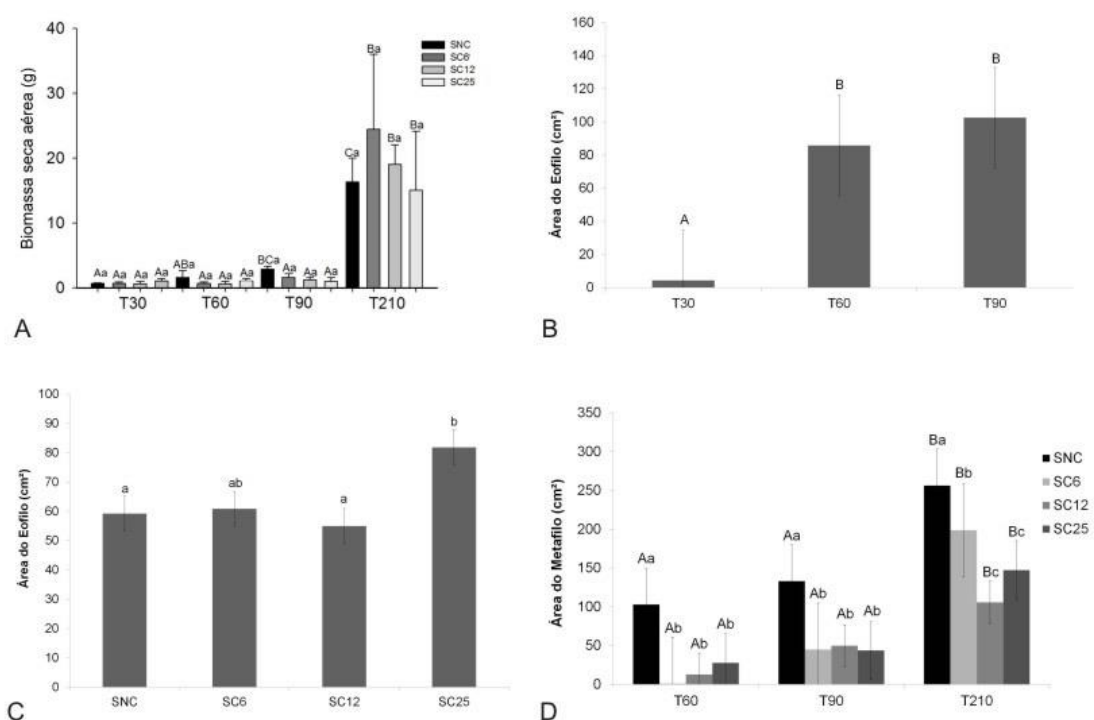 40
30
20
10
0
Biomassa seca aérea (g)
SNC
SC6
SC12
SC25
Aa Aa Aa Aa ABa Aa Aa Aa BCa Aa Aa Aa Ca Ba Ba Ba
T30 T60 T90 T210
A
160
140
120
100
80
60
40
20
0
Área do Eofilo (cm²)
A B B
T30 T60 T90
B
100
90
80
70
60
50
40
30
20
10
0
Área do Eofilo (cm²)
a ab a b
SNC SC6 SC12 SC25
C
350
300
250
200
150
100
50
0
Área do Metafilo (cm²)
Aa Ab Ab Ab Aa Ab Ab Ab Ba Bb Bc Bc
SNC
SC6
SC12
SC25
T60 T90 T210
D